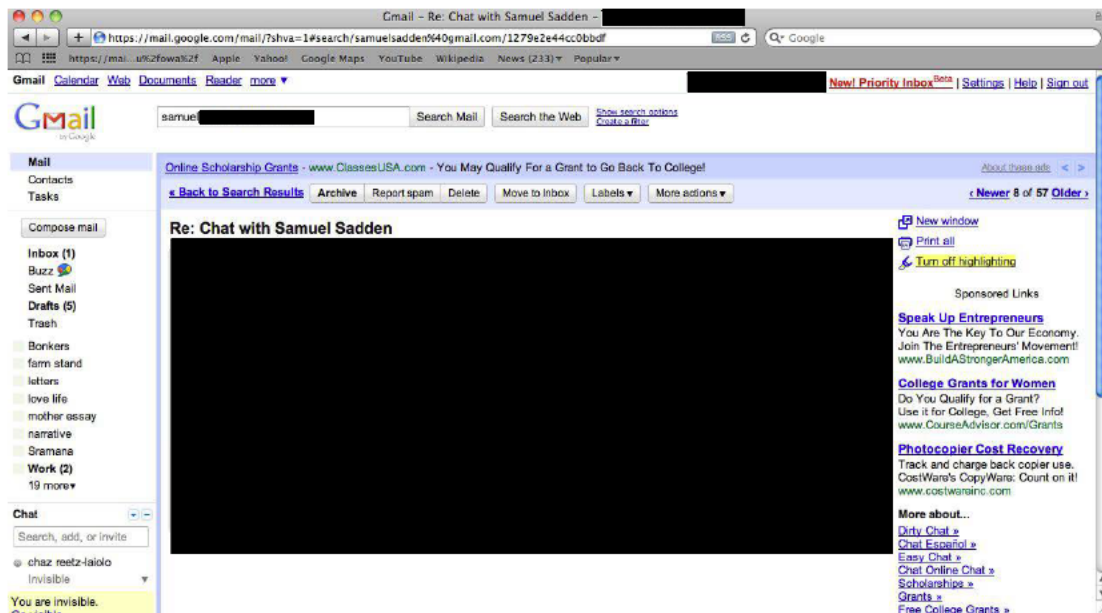 Gmail – Re: Chat with Samuel Sadden –
https://mail.google.com/mail/?shva=1#search/samuelsadden%40gmail.com/1279e2e44cc0bbdf
RSS
Google
https://mai...u%2fowa%2f Apple Yahoo! Google Maps YouTube Wikipedia News (233) Popular
Gmail Calendar Web Documents Reader more
New! Priority Inbox Beta | Settings | Help | Sign out
Gmail
by Google
samuel
Search Mail
Search the Web
Show search options
Create a filter
Mail
Contacts
Tasks
Compose mail
Inbox (1)
Buzz
Sent Mail
Drafts (5)
Trash
Bonkers
farm stand
letters
love life
mother essay
narrative
Sramana
Work (2)
19 more
Chat
Search, add, or invite
chaz reetz-laiolo
Invisible
You are invisible.
Online Scholarship Grants - www.ClassesUSA.com - You May Qualify For a Grant to Go Back To College!
About these ads < >
« Back to Search Results Archive Report spam Delete Move to Inbox Labels More actions
‹ Newer 8 of 57 Older ›
Re: Chat with Samuel Sadden
New window
Print all
Turn off highlighting
Sponsored Links
Speak Up Entrepreneurs
You Are The Key To Our Economy.
Join The Entrepreneurs' Movement!
www.BuildAStrongerAmerica.com
College Grants for Women
Do You Qualify for a Grant?
Use it for College, Get Free Info!
www.CourseAdvisor.com/Grants
Photocopier Cost Recovery
Track and charge back copier use.
CostWare's CopyWare: Count on it!
www.costwareinc.com
More about...
Dirty Chat »
Chat Español »
Easy Chat »
Chat Online Chat »
Scholarships »
Grants »
Free College Grants »